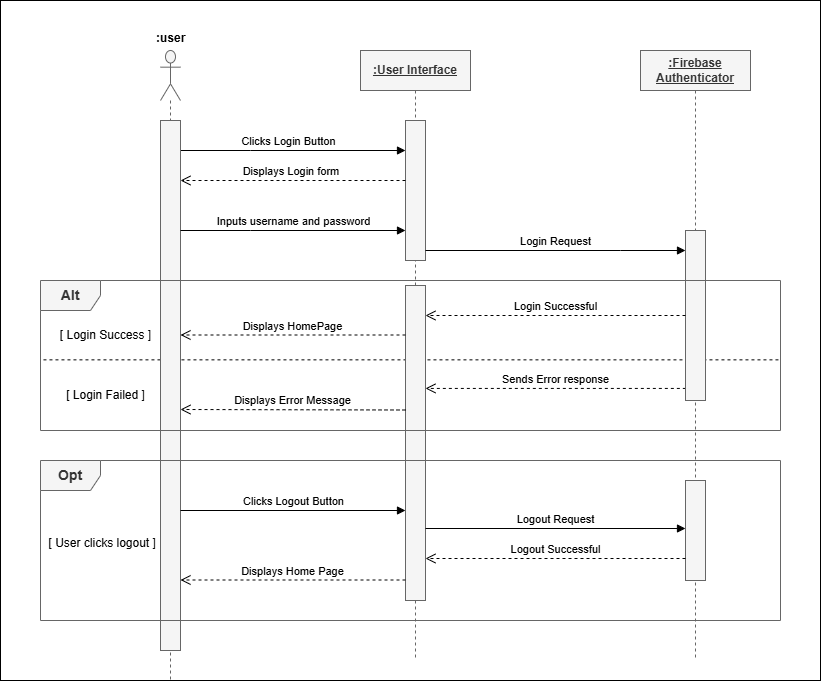 :user
:User Interface
:Firebase
Authenticator
Clicks Login Button
Displays Login form
Inputs username and password
Login Request
Alt
Login Successful
[ Login Success ]
Displays HomePage
Sends Error response
[ Login Failed ]
Displays Error Message
Opt
Clicks Logout Button
Logout Request
[ User clicks logout ]
Logout Successful
Displays Home Page